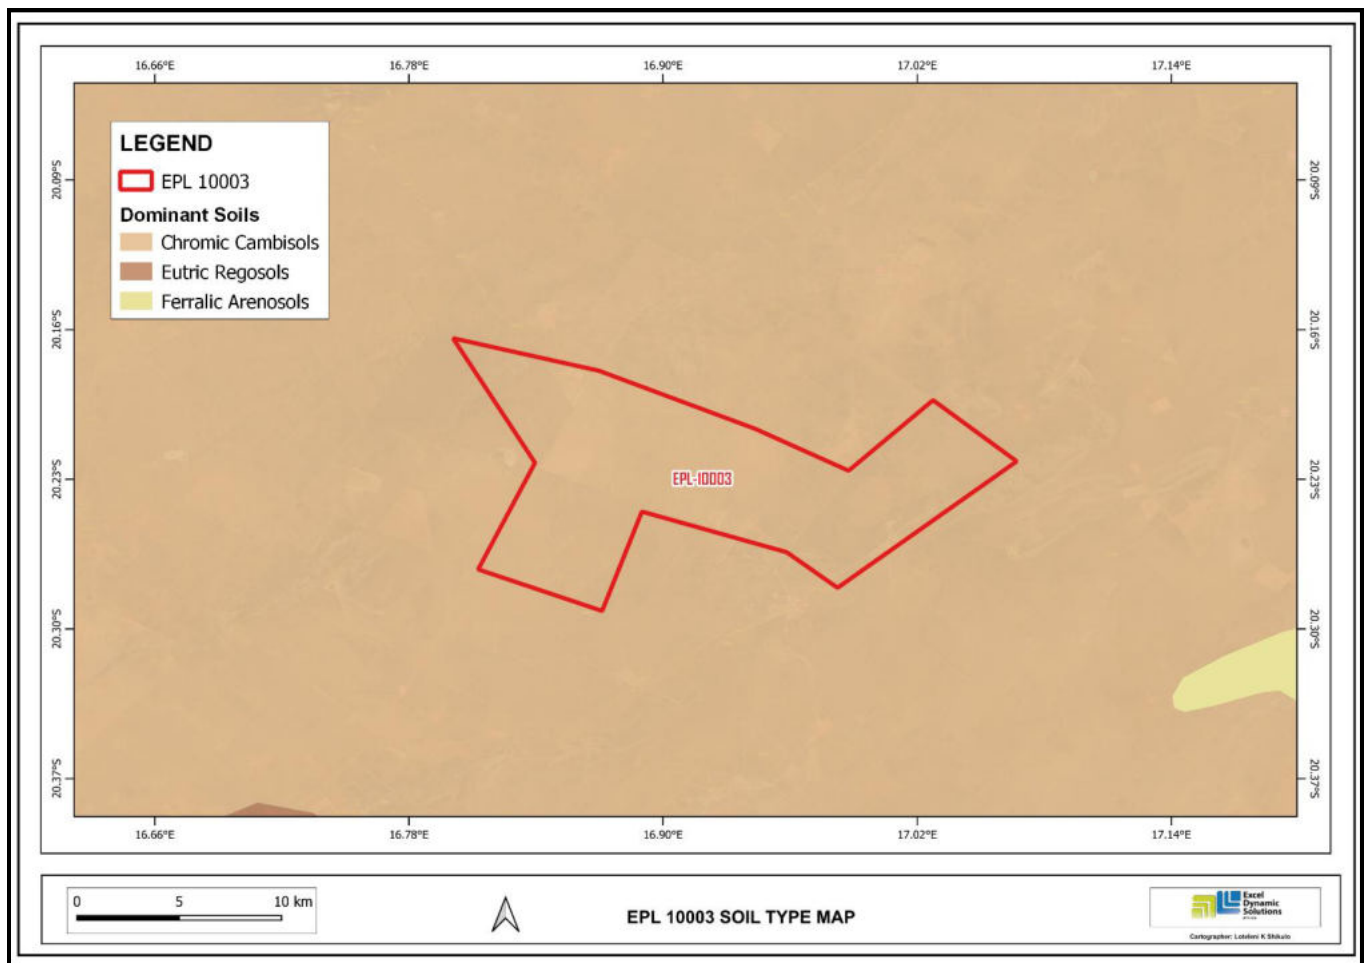 16.66°E 16.78°E 16.90°E 17.02°E 17.14°E
LEGEND
EPL 10003
Dominant Soils
Chromic Cambisols
Eutric Regosols
Ferralic Arenosols
20.09°S 20.09°S
20.16°S 20.16°S
20.23°S 20.23°S
EPL-10003
20.30°S 20.30°S
20.37°S 20.37°S
16.66°E 16.78°E 16.90°E 17.02°E 17.14°E
0 5 10 km
EPL 10003 SOIL TYPE MAP
Excel
Dynamic
Solutions
Cartographer: Loteleni K Shikulo